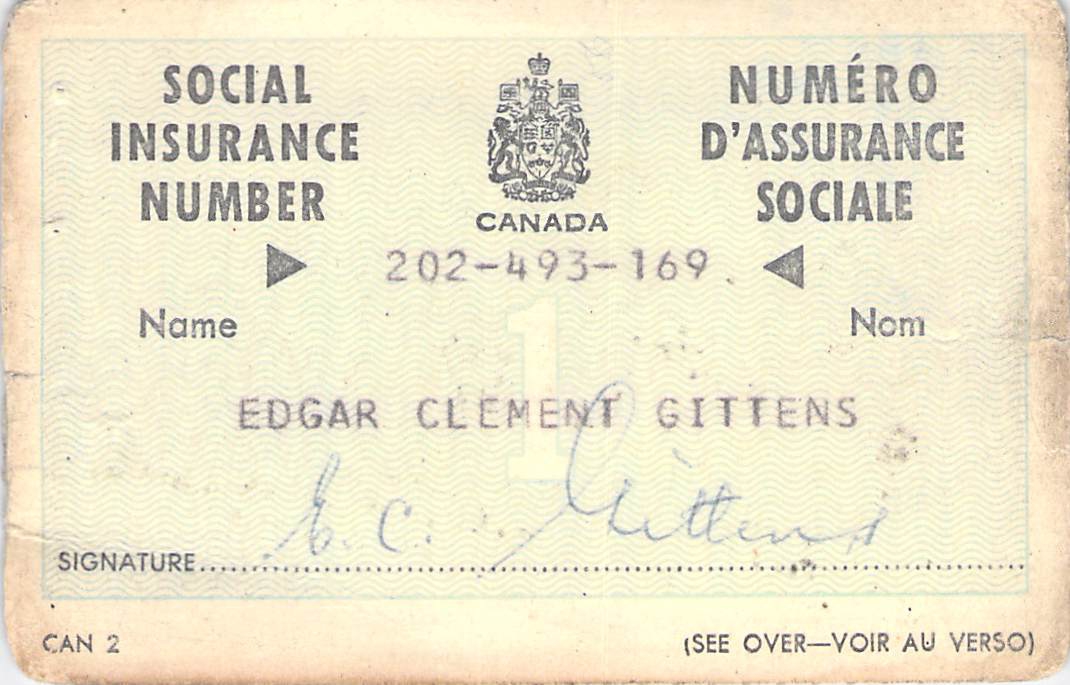 SOCIAL
INSURANCE
NUMBER
NUMÉRO
D'ASSURANCE
SOCIALE
CANADA
202-493-169
Name
Nom
1
EDGAR CLEMENT GITTENS
E. C. Gittens
SIGNATURE
CAN 2
(SEE OVER—VOIR AU VERSO)